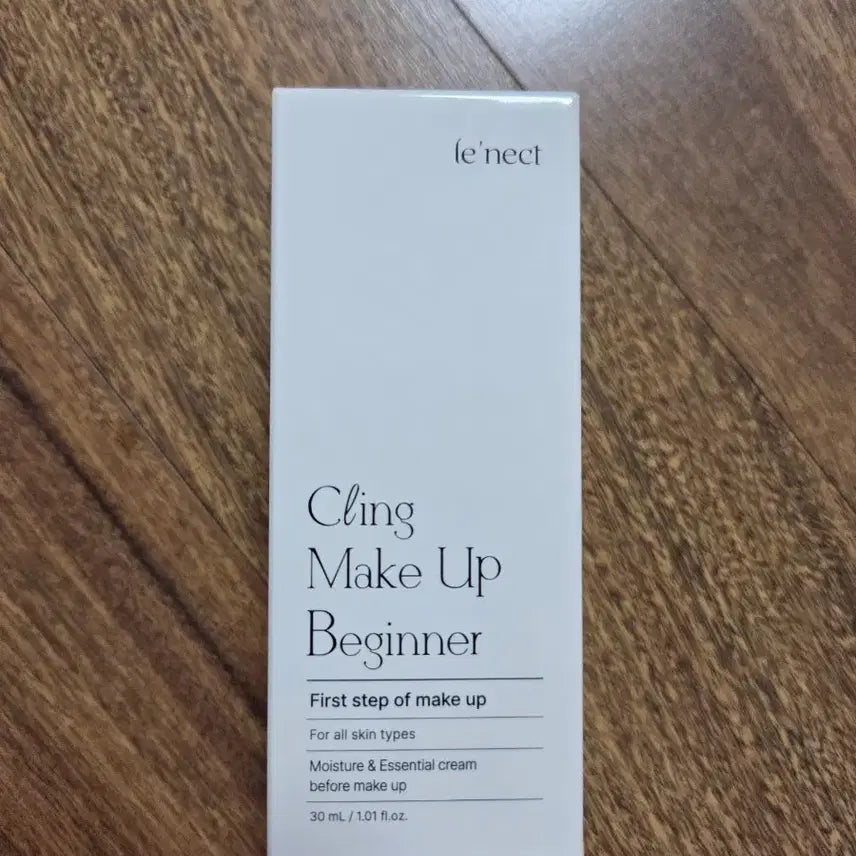 le'nect
Cling
Make Up
Beginner
First step of make up
For all skin types
Moisture & Essential cream
before make up
30 mL / 1.01 fl.oz.